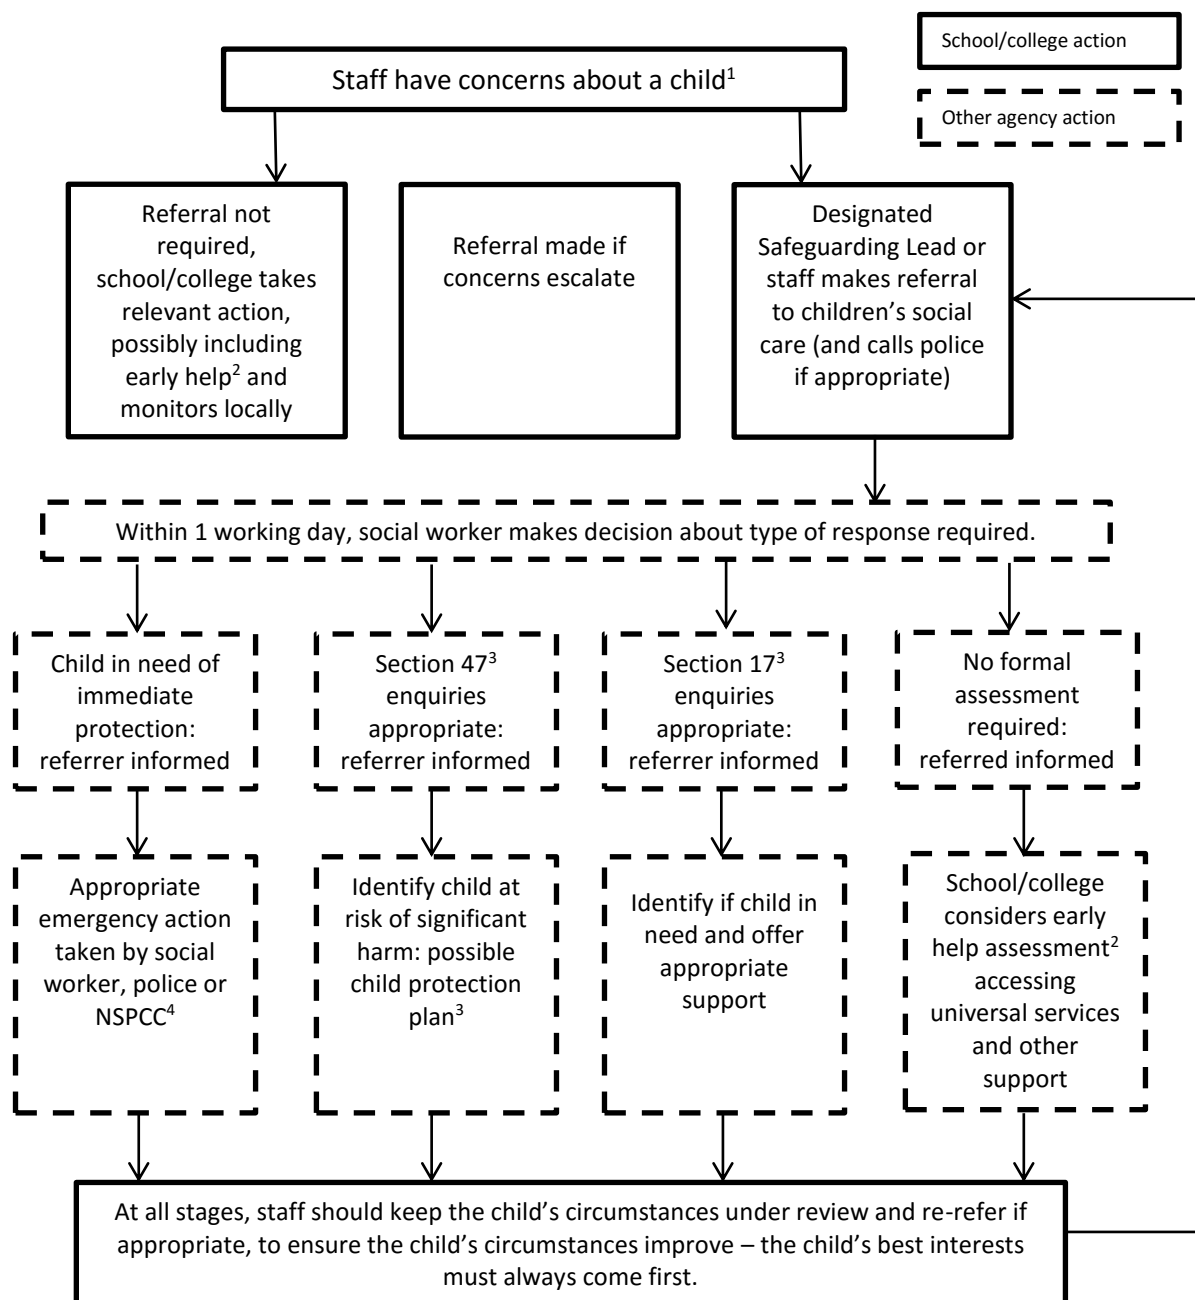 School/college action
Staff have concerns about a child¹
Other agency action
Referral not
required,
school/college takes
relevant action,
possibly including
early help² and
monitors locally
Referral made if
concerns escalate
Designated
Safeguarding Lead or
staff makes referral
to children’s social
care (and calls police
if appropriate)
Within 1 working day, social worker makes decision about type of response required.
Child in need of
immediate
protection:
referrer informed
Section 47³
enquiries
appropriate:
referrer informed
Section 17³
enquiries
appropriate:
referrer informed
No formal
assessment
required:
referred informed
Appropriate
emergency action
taken by social
worker, police or
NSPCC⁴
Identify child at
risk of significant
harm: possible
child protection
plan³
Identify if child in
need and offer
appropriate
support
School/college
considers early
help assessment²
accessing
universal services
and other
support
At all stages, staff should keep the child’s circumstances under review and re-refer if
appropriate, to ensure the child’s circumstances improve – the child’s best interests
must always come first.